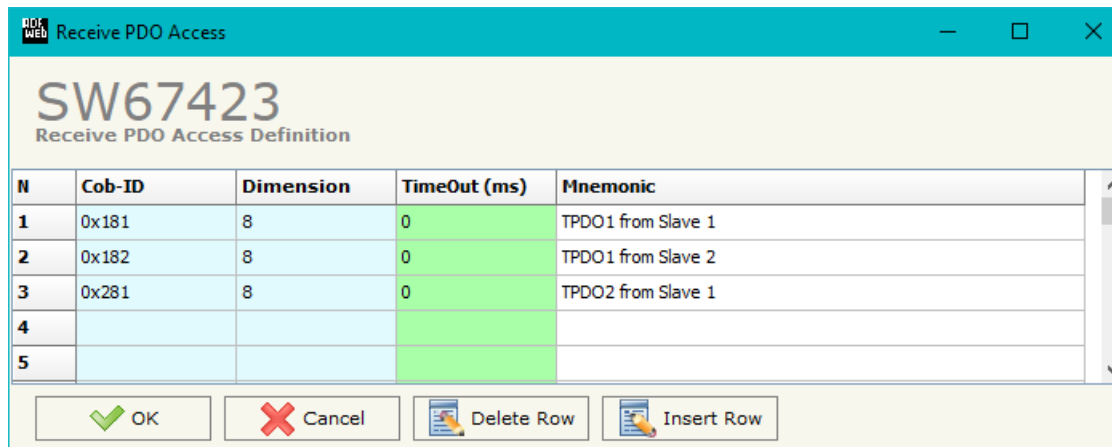 ADF WEB Receive PDO Access
SW67423
Receive PDO Access Definition
N Cob-ID Dimension TimeOut (ms) Mnemonic
1 0x181 8 0 TPDO1 from Slave 1
2 0x182 8 0 TPDO1 from Slave 2
3 0x281 8 0 TPDO2 from Slave 1
4
5
OK Cancel Delete Row Insert Row